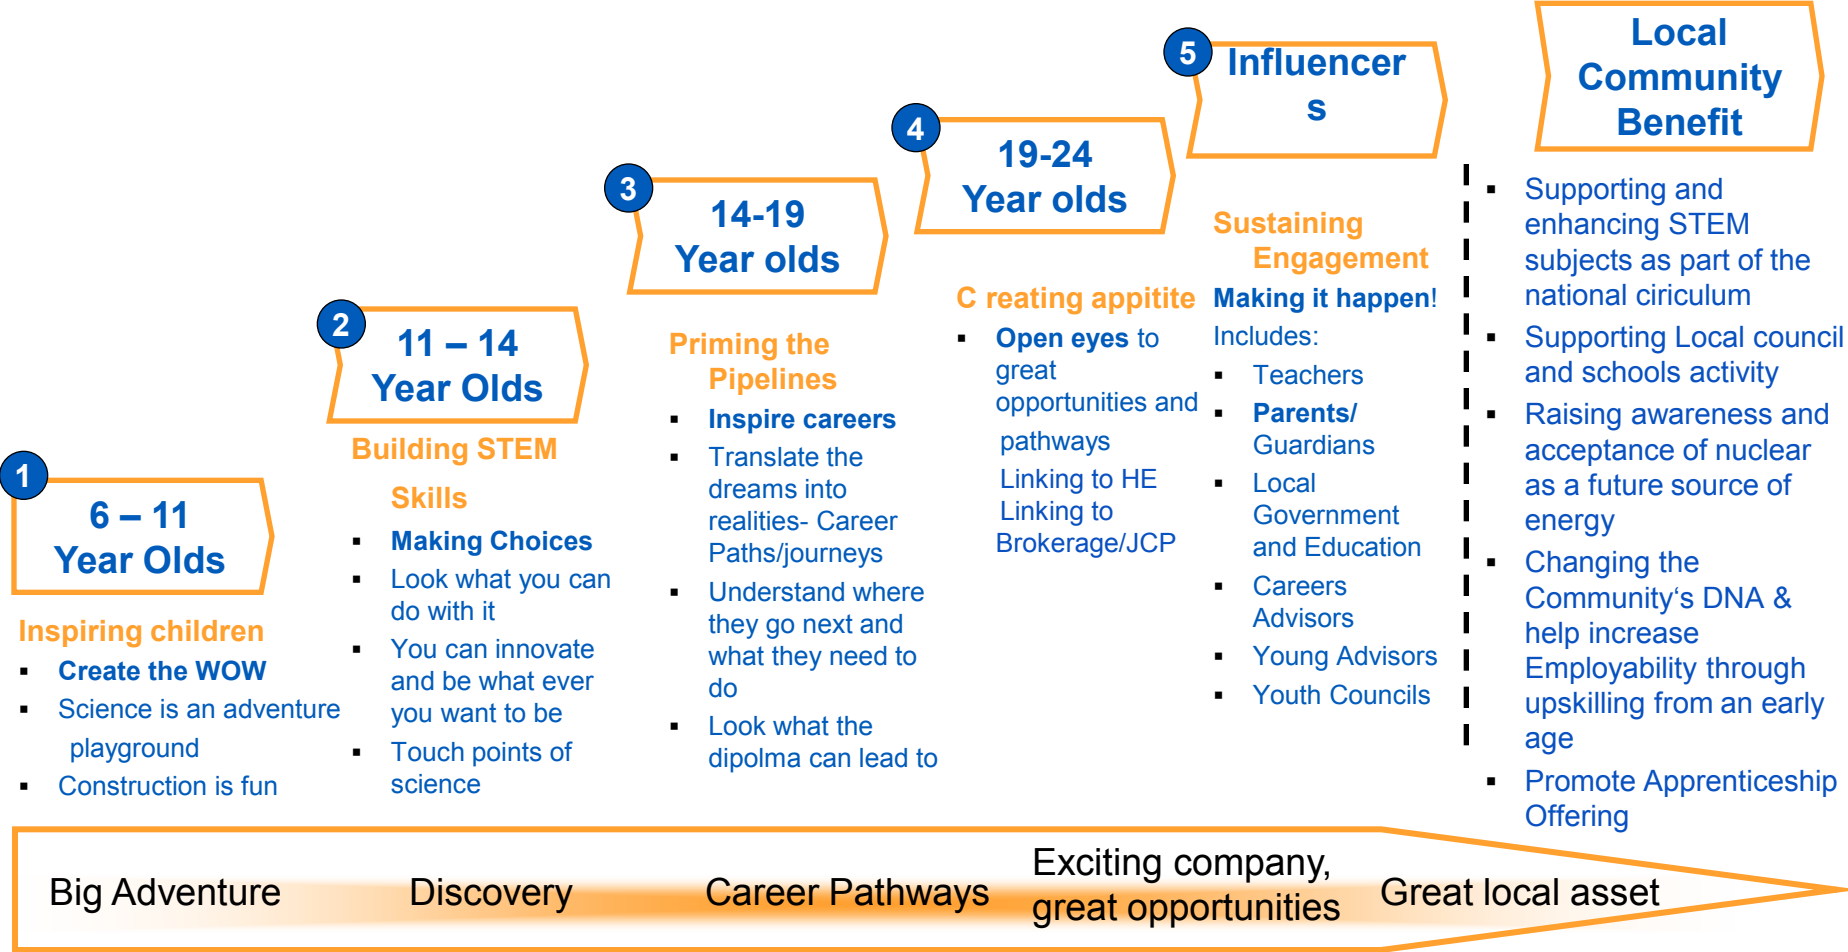 1
6 – 11
Year Olds
Inspiring children
▪ Create the WOW
▪ Science is an adventure
playground
▪ Construction is fun
2
11 – 14
Year Olds
Building STEM
Skills
▪ Making Choices
▪ Look what you can
do with it
▪ You can innovate
and be what ever
you want to be
▪ Touch points of
science
3
14-19
Year olds
Priming the
Pipelines
▪ Inspire careers
▪ Translate the
dreams into
realities- Career
Paths/journeys
▪ Understand where
they go next and
what they need to
do
▪ Look what the
dipolma can lead to
4
19-24
Year olds
C reating appitite
▪ Open eyes to
great
opportunities and
pathways
Linking to HE
Linking to
Brokerage/JCP
5
Influencer
s
Sustaining
Engagement
Making it happen!
Includes:
▪ Teachers
▪ Parents/
Guardians
▪ Local
Government
and Education
▪ Careers
Advisors
▪ Young Advisors
▪ Youth Councils
Local
Community
Benefit
▪ Supporting and
enhancing STEM
subjects as part of the
national ciriculum
▪ Supporting Local council
and schools activity
▪ Raising awareness and
acceptance of nuclear
as a future source of
energy
▪ Changing the
Community‘s DNA &
help increase
Employability through
upskilling from an early
age
▪ Promote Apprenticeship
Offering
Big Adventure
Discovery
Career Pathways
Exciting company,
great opportunities
Great local asset